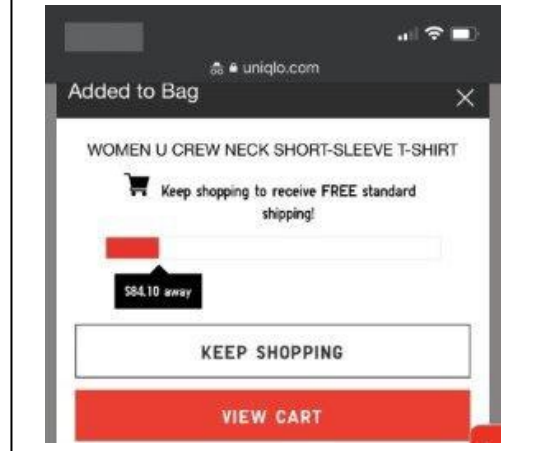 uniqlo.com
Added to Bag
WOMEN U CREW NECK SHORT-SLEEVE T-SHIRT
Keep shopping to receive FREE standard
shipping!
$84.10 away
KEEP SHOPPING
VIEW CART